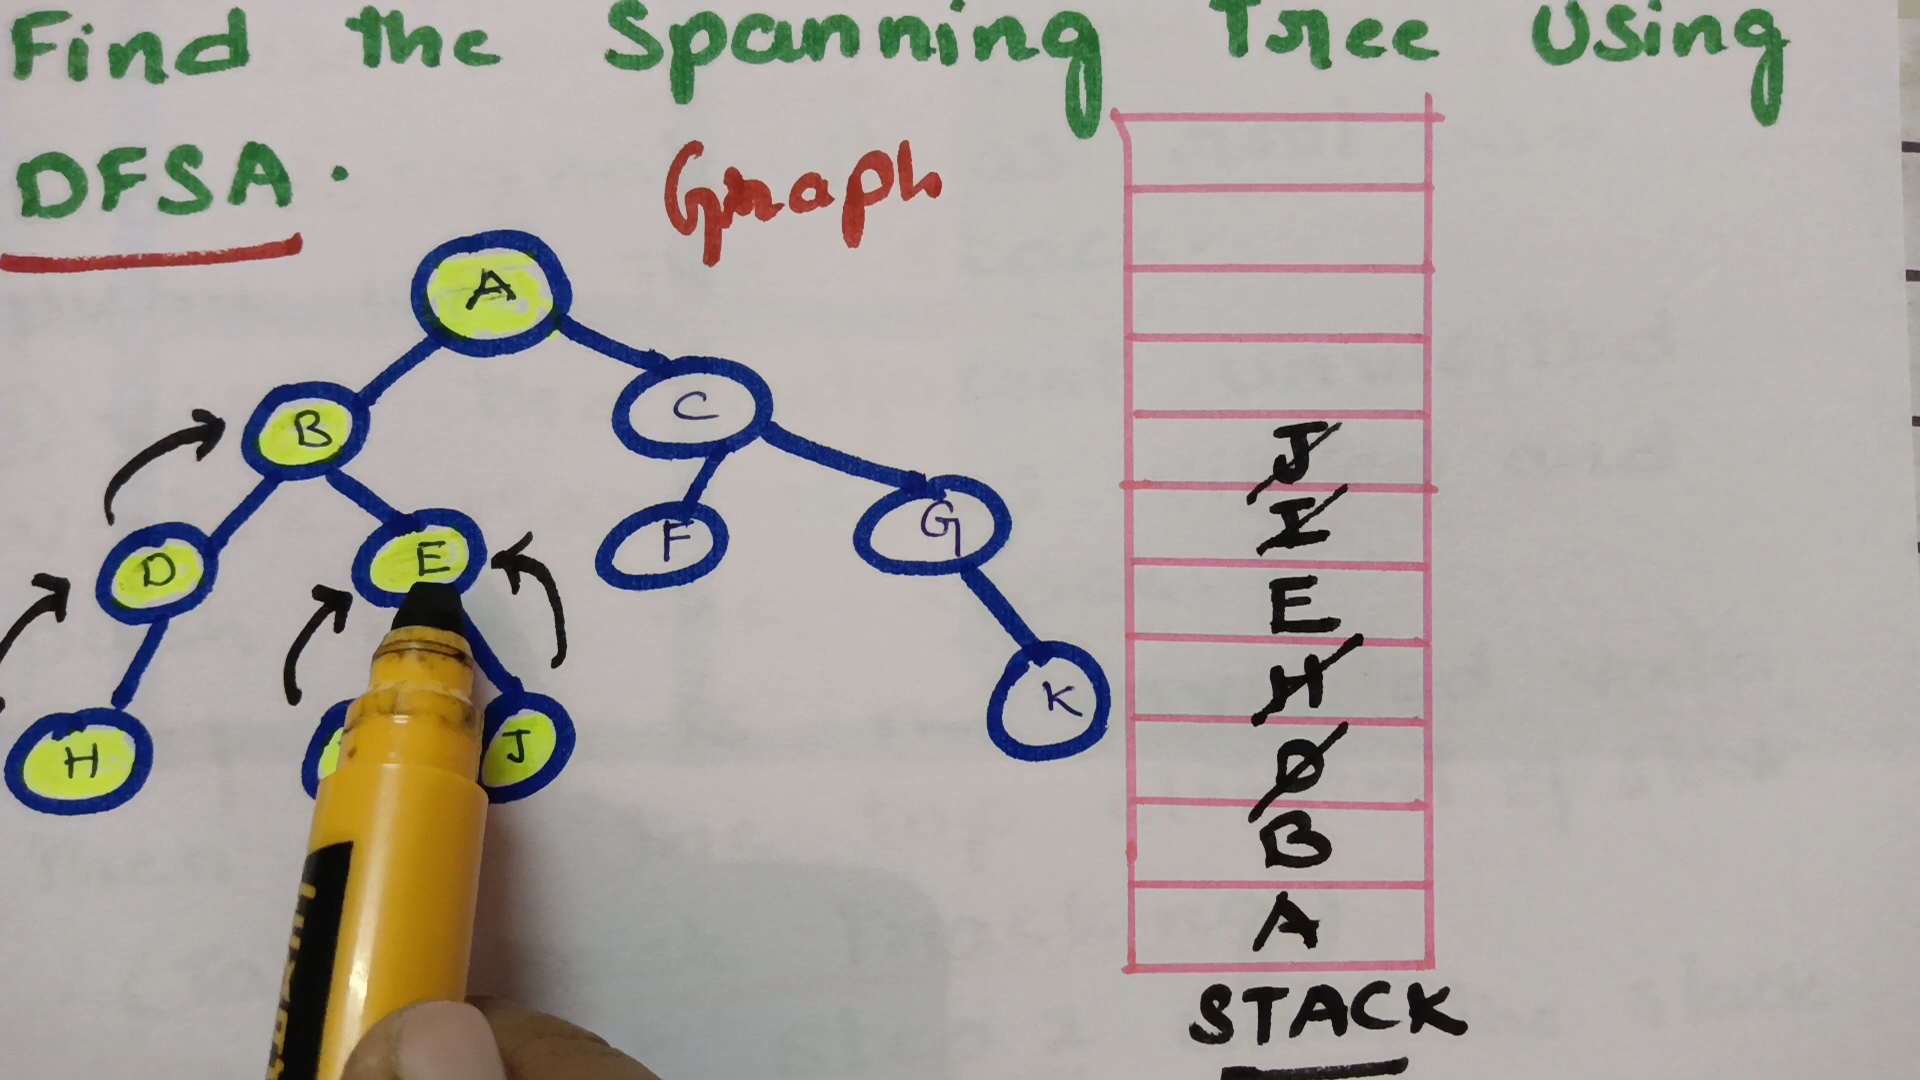 Find the Spanning Tree Using
DFSA.
Graph
A
B
C
D
E
F
G
H
J
K
J
I
E
H
D
B
A
STACK